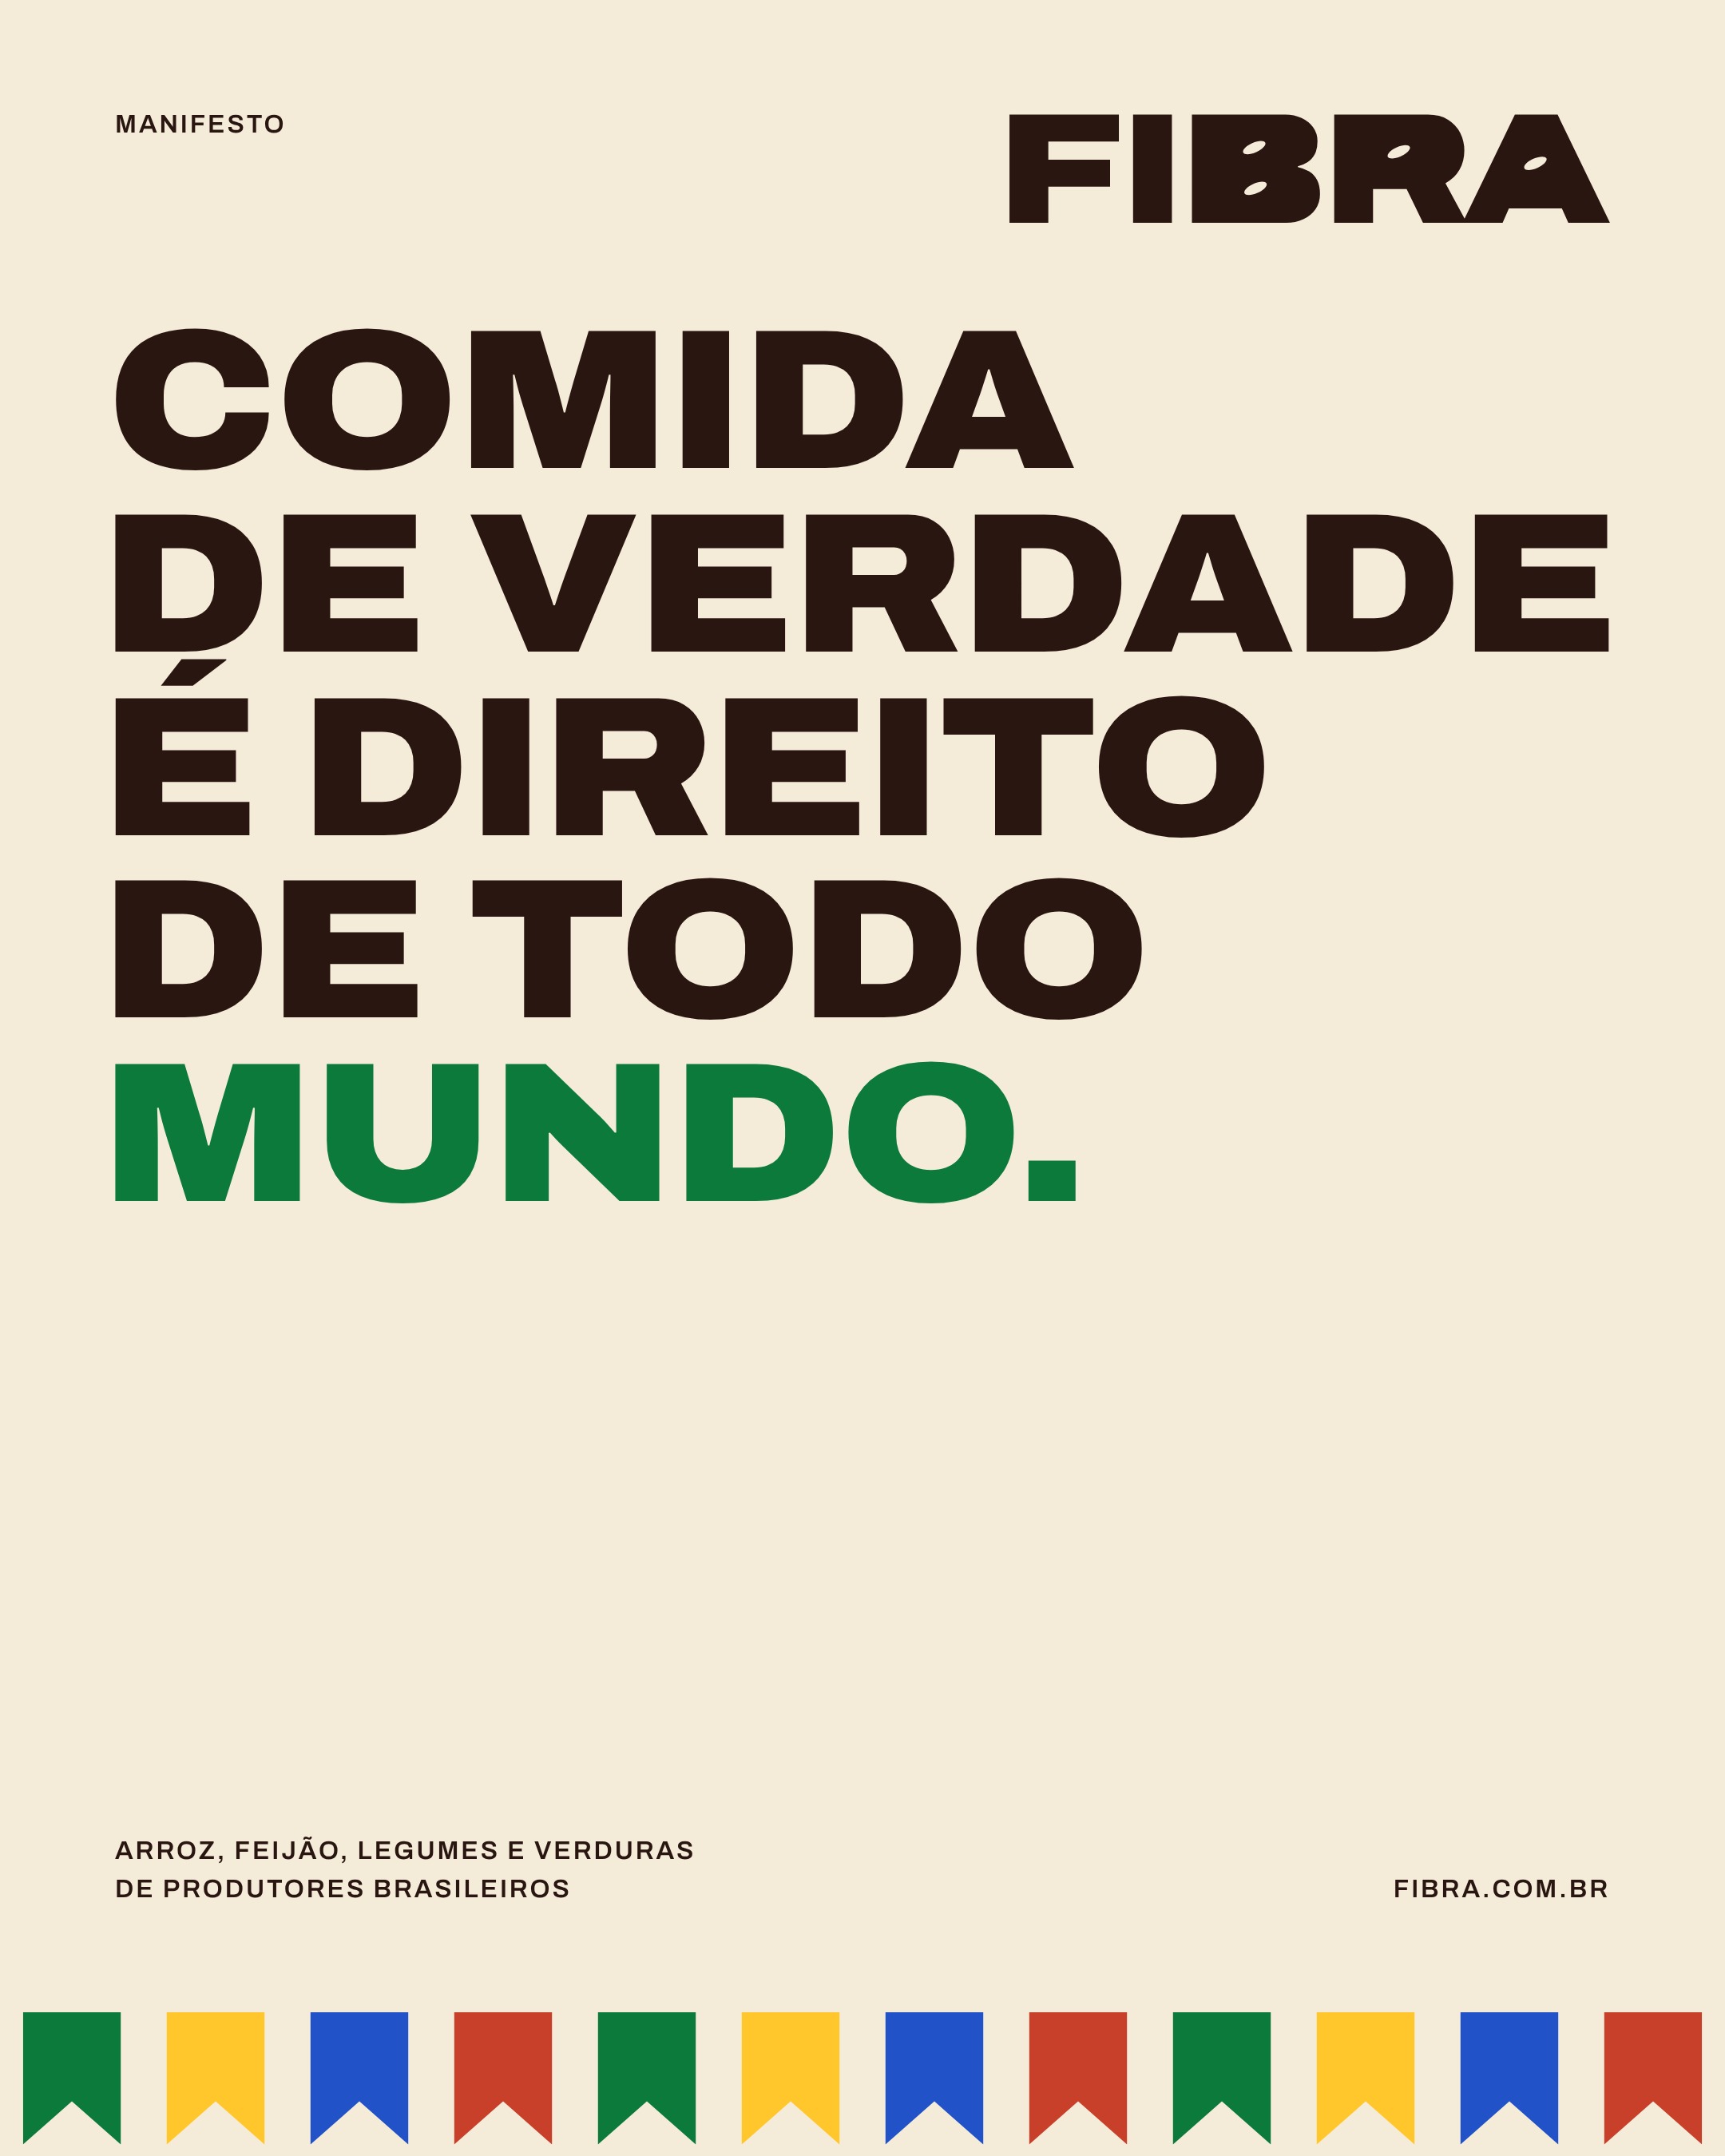 MANIFESTO
FIBRA
COMIDA
DE VERDADE
É DIREITO
DE TODO
MUNDO.
ARROZ, FEIJÃO, LEGUMES E VERDURAS
DE PRODUTORES BRASILEIROS
FIBRA.COM.BR